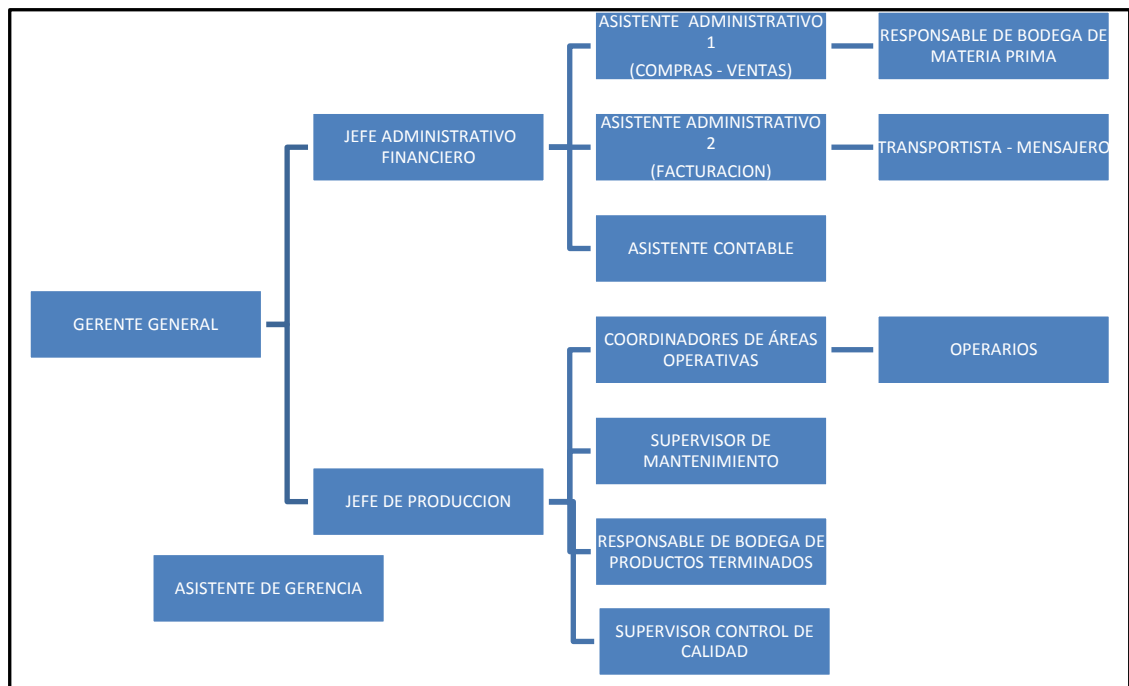 ASISTENTE ADMINISTRATIVO
1
(COMPRAS - VENTAS)
RESPONSABLE DE BODEGA DE
MATERIA PRIMA
JEFE ADMINISTRATIVO
FINANCIERO
ASISTENTE ADMINISTRATIVO
2
(FACTURACION)
TRANSPORTISTA - MENSAJERO
ASISTENTE CONTABLE
GERENTE GENERAL
COORDINADORES DE ÁREAS
OPERATIVAS
OPERARIOS
SUPERVISOR DE
MANTENIMIENTO
JEFE DE PRODUCCION
RESPONSABLE DE BODEGA DE
PRODUCTOS TERMINADOS
ASISTENTE DE GERENCIA
SUPERVISOR CONTROL DE
CALIDAD